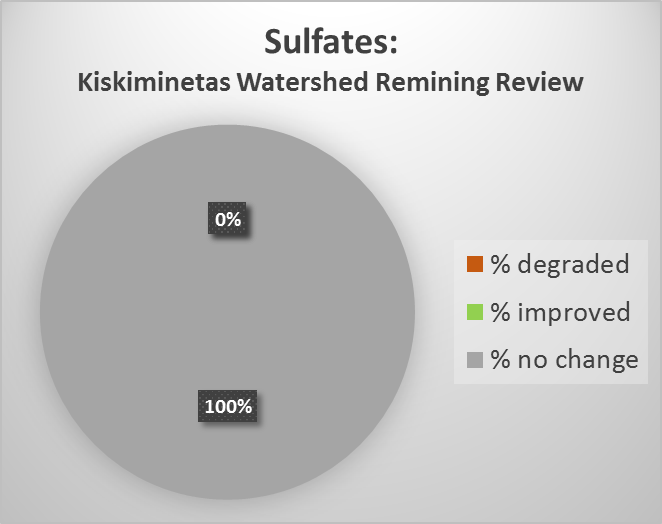 Sulfates:
Kiskiminetas Watershed Remining Review
0%
100%
% degraded
% improved
% no change